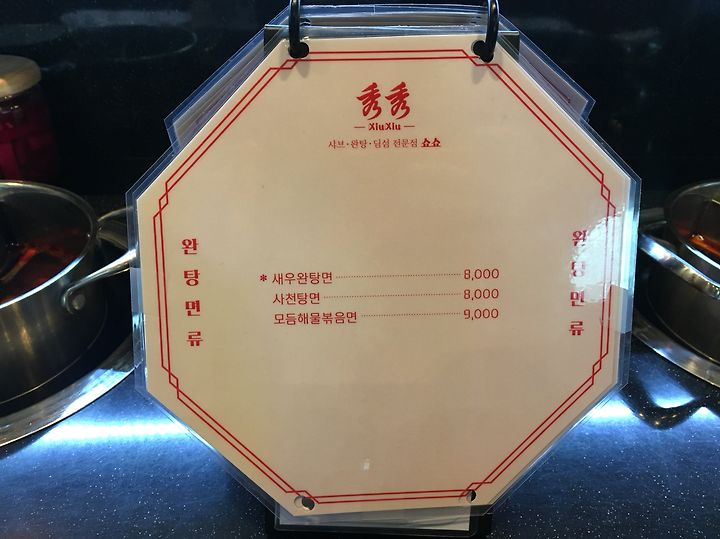 秀秀
XiuXiu
샤브·완탕·딤섬 전문점 쇼쇼
완탕면류
* 새우완탕면 8,000
사천탕면 8,000
모듬해물볶음면 9,000
완탕면류